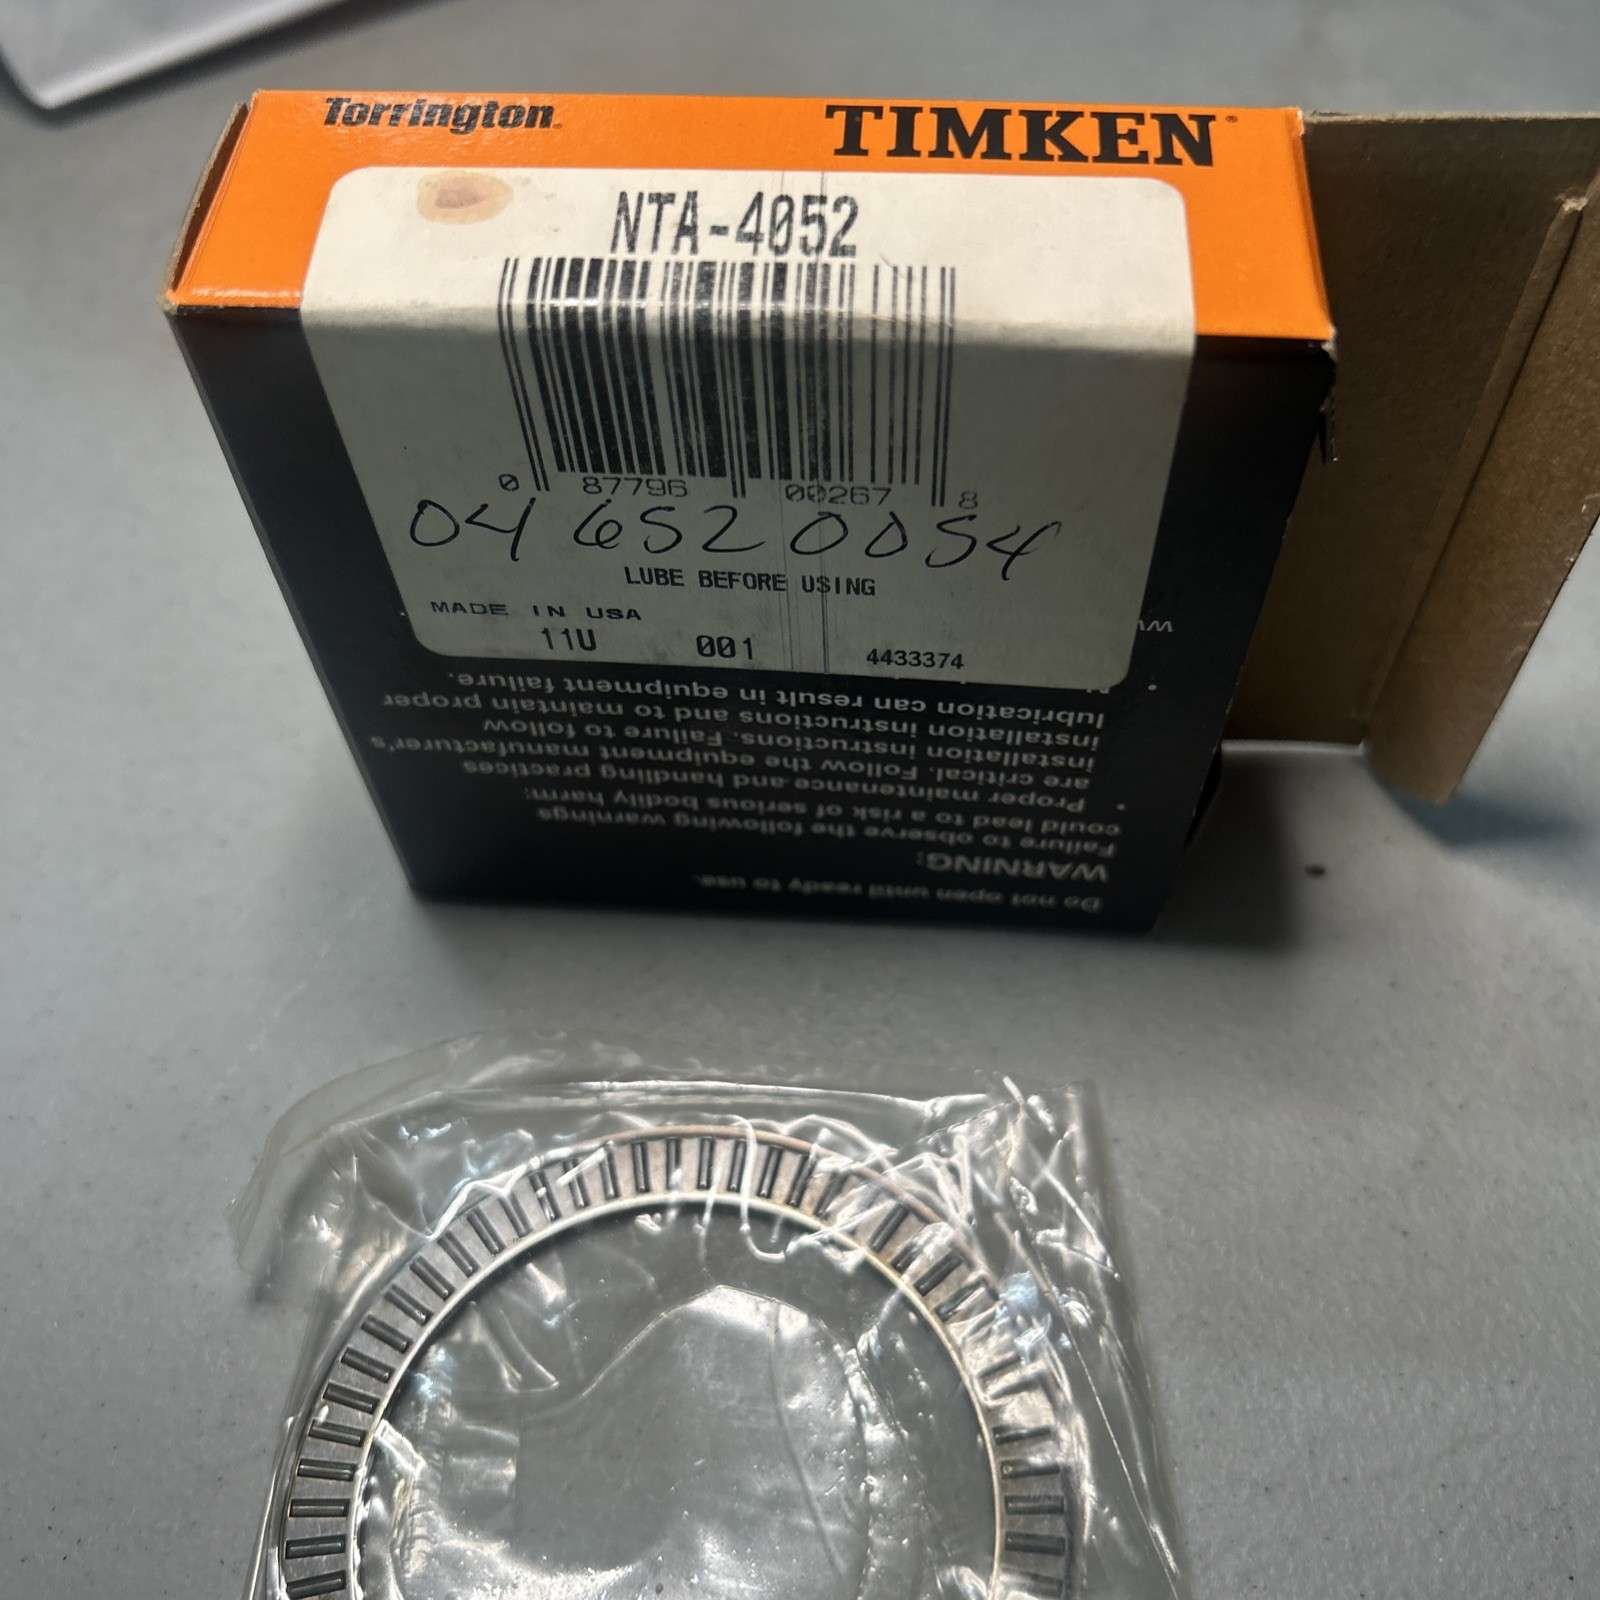 Torrington®
TIMKEN®
NTA-4052
0 87796 00267 8
04 6520054
LUBE BEFORE USING
MADE IN USA
11U 001 4433374
Do not open until ready to use.
WARNING:
Failure to observe the following warnings
could lead to a risk of serious bodily harm:
• Proper maintenance and handling practices
are critical. Follow the equipment manufacturer's
installation instructions. Failure to follow
installation instructions and to maintain proper
lubrication can result in equipment failure.